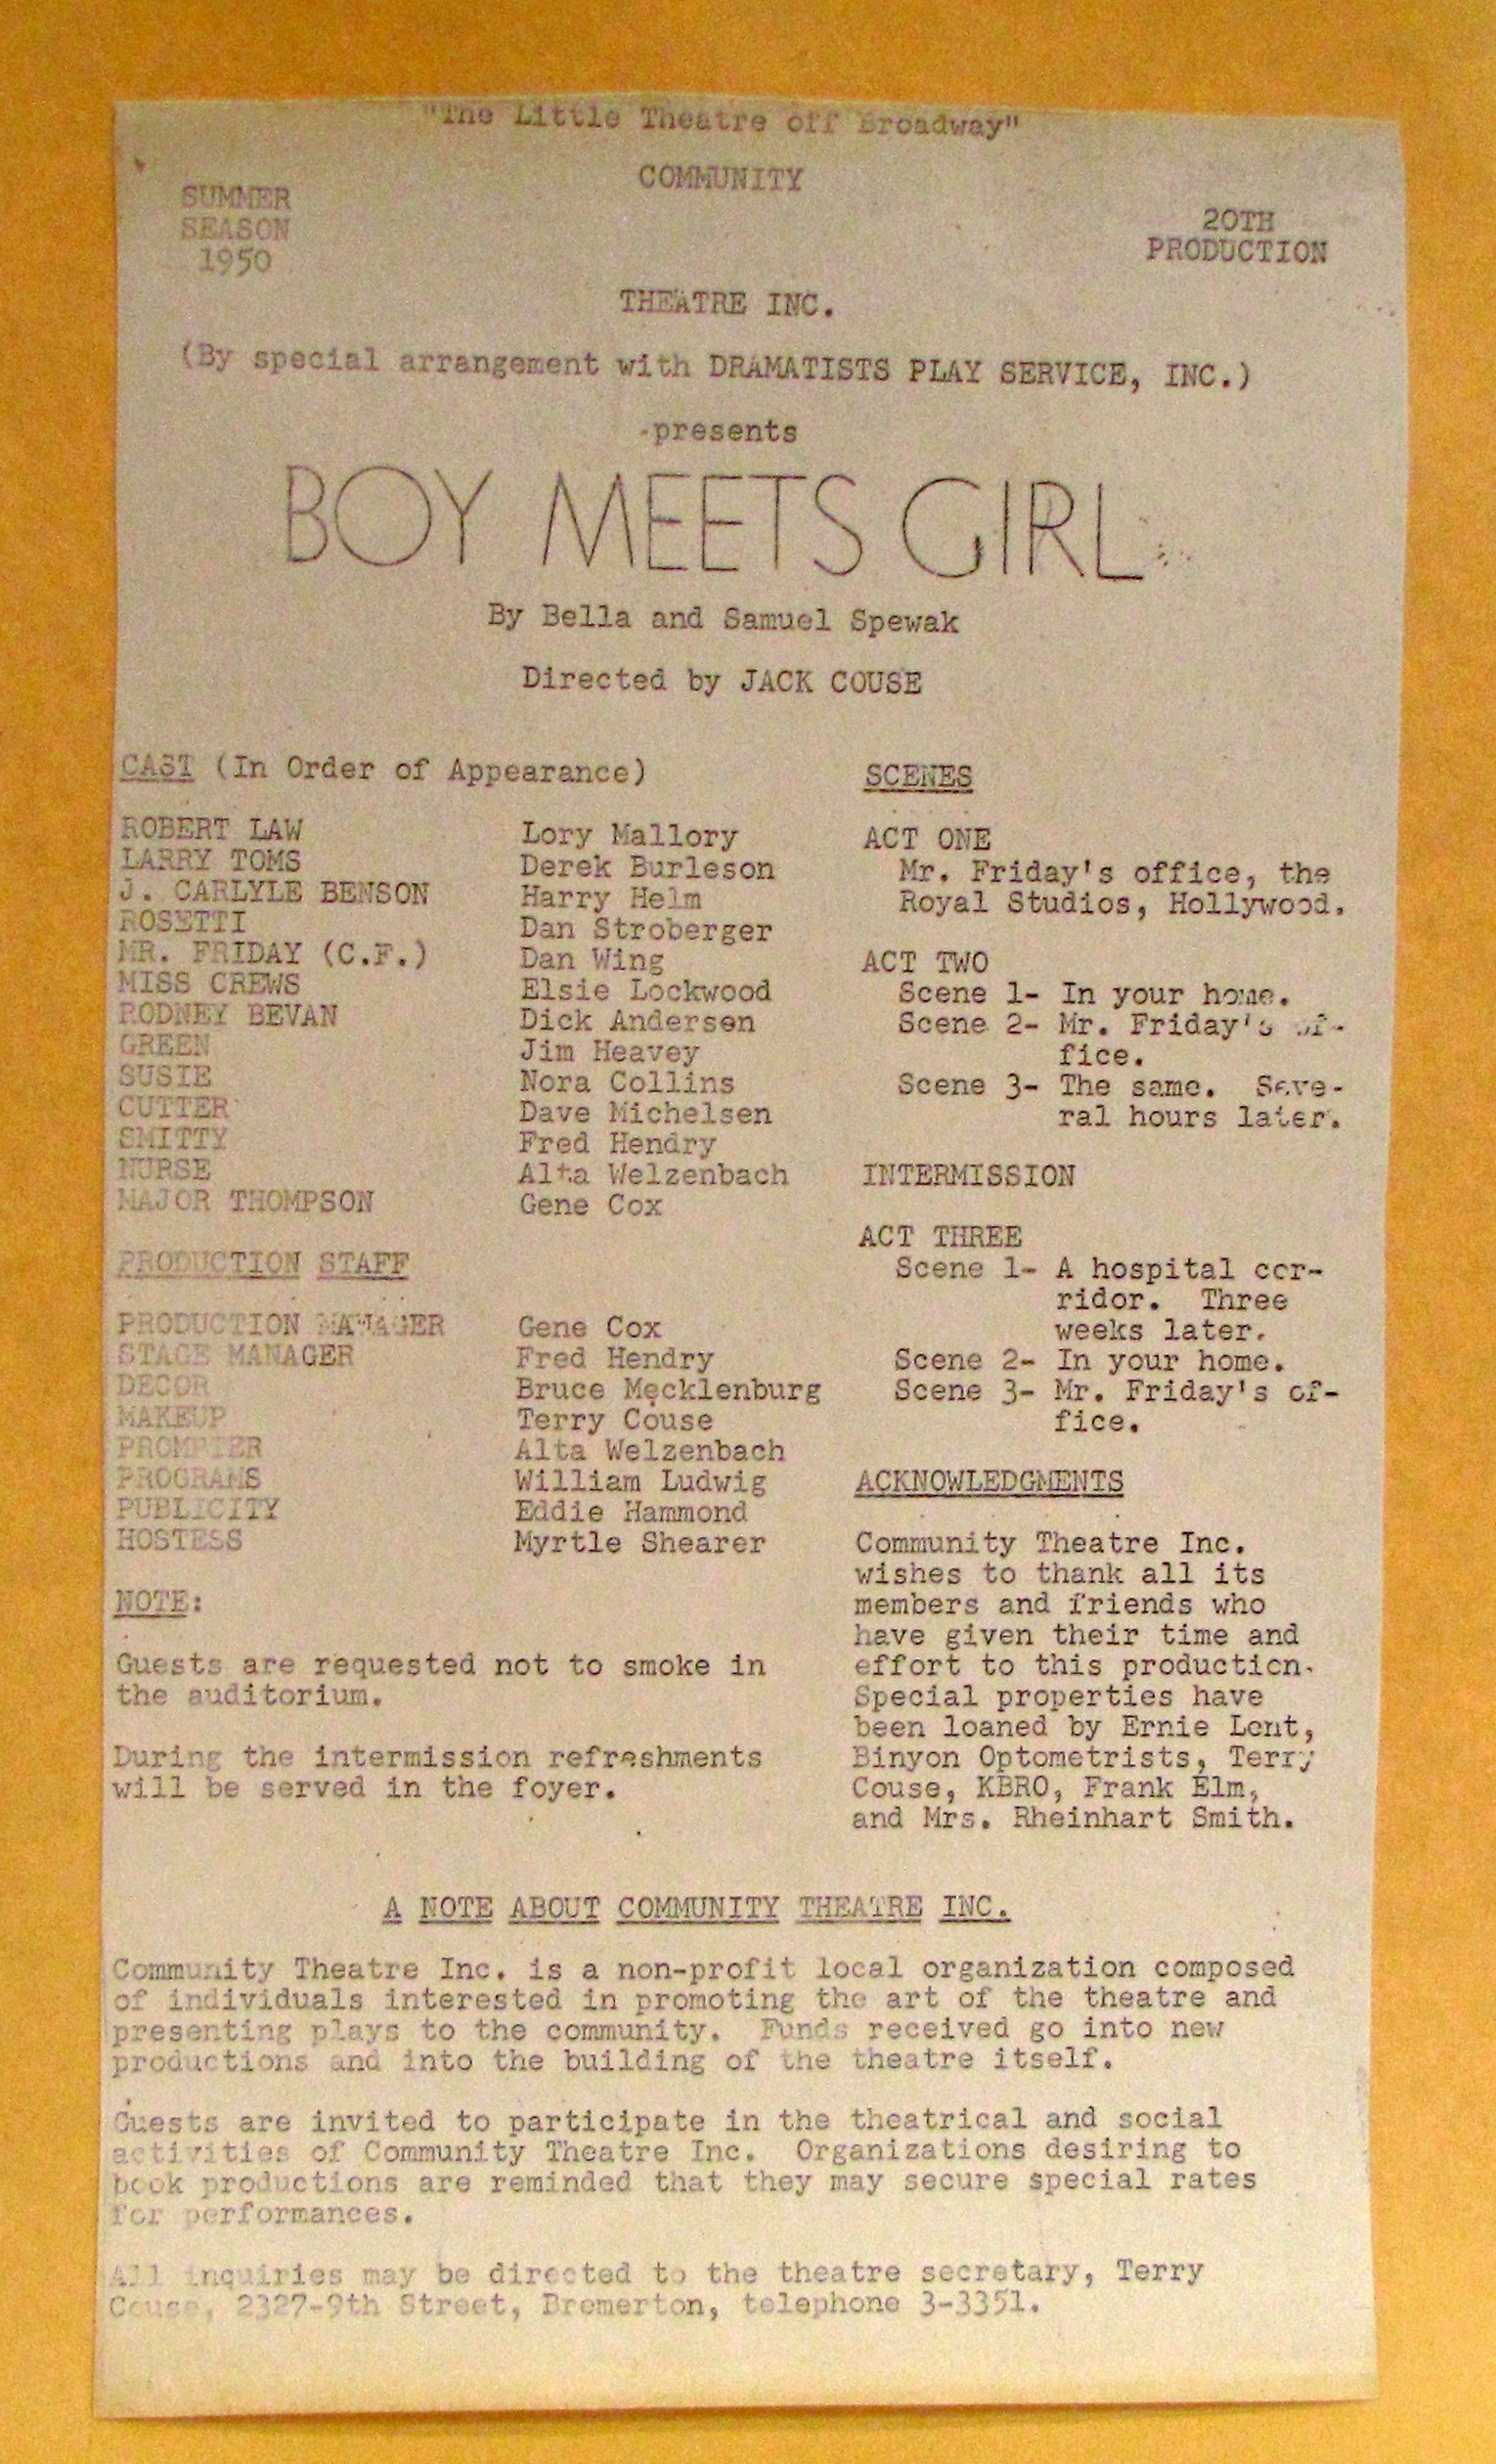 "The Little Theatre off Broadway"
COMMUNITY
SUMMER
SEASON
1950
20TH
PRODUCTION
THEATRE INC.
(By special arrangement with DRAMATISTS PLAY SERVICE, INC.)
-presents
BOY MEETS GIRL
By Bella and Samuel Spewak
Directed by JACK COUSE
CAST (In Order of Appearance)
ROBERT LAW Lory Mallory
LARRY TOMS Derek Burleson
J. CARLYLE BENSON Harry Helm
ROSETTI Dan Stroberger
MR. FRIDAY (C.F.) Dan Wing
MISS CREWS Elsie Lockwood
RODNEY BEVAN Dick Anderson
GREEN Jim Heavey
SUSIE Nora Collins
CUTTER Dave Michelsen
SMITTY Fred Hendry
NURSE Alta Welzenbach
MAJOR THOMPSON Gene Cox
PRODUCTION STAFF
PRODUCTION MANAGER Gene Cox
STAGE MANAGER Fred Hendry
DECOR Bruce Mecklenburg
MAKEUP Terry Couse
PROMPTER Alta Welzenbach
PROGRAMS William Ludwig
PUBLICITY Eddie Hammond
HOSTESS Myrtle Shearer
NOTE:
Guests are requested not to smoke in
the auditorium.
During the intermission refreshments
will be served in the foyer.
SCENES
ACT ONE
Mr. Friday's office, the
Royal Studios, Hollywood.
ACT TWO
Scene 1- In your home.
Scene 2- Mr. Friday's of-
fice.
Scene 3- The same. Seve-
ral hours later.
INTERMISSION
ACT THREE
Scene 1- A hospital cor-
ridor. Three
weeks later.
Scene 2- In your home.
Scene 3- Mr. Friday's of-
fice.
ACKNOWLEDGMENTS
Community Theatre Inc.
wishes to thank all its
members and friends who
have given their time and
effort to this production.
Special properties have
been loaned by Ernie Lent,
Binyon Optometrists, Terry
Couse, KBRO, Frank Elm,
and Mrs. Rheinhart Smith.
A NOTE ABOUT COMMUNITY THEATRE INC.
Community Theatre Inc. is a non-profit local organization composed
of individuals interested in promoting the art of the theatre and
presenting plays to the community. Funds received go into new
productions and into the building of the theatre itself.
Guests are invited to participate in the theatrical and social
activities of Community Theatre Inc. Organizations desiring to
book productions are reminded that they may secure special rates
for performances.
All inquiries may be directed to the theatre secretary, Terry
Couse, 2327-9th Street, Bremerton, telephone 3-3351.